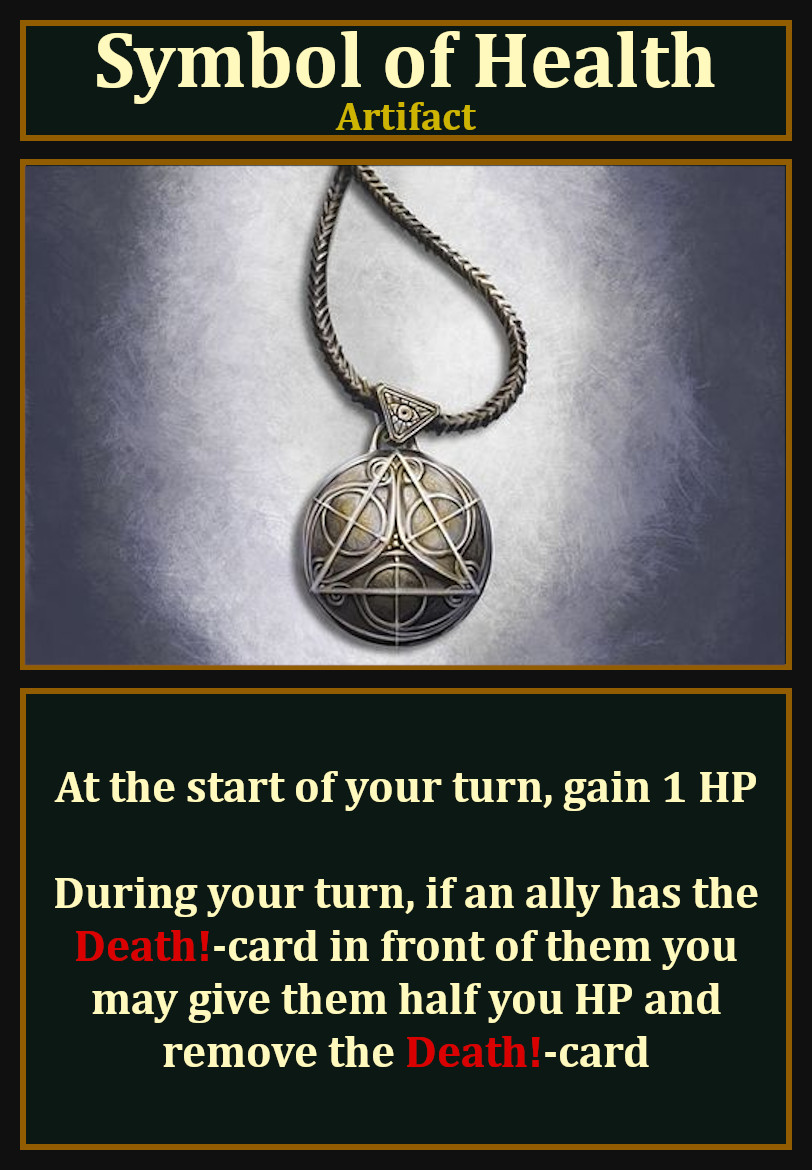 Symbol of Health
Artifact
At the start of your turn, gain 1 HP
During your turn, if an ally has the
Death!-card in front of them you
may give them half you HP and
remove the Death!-card